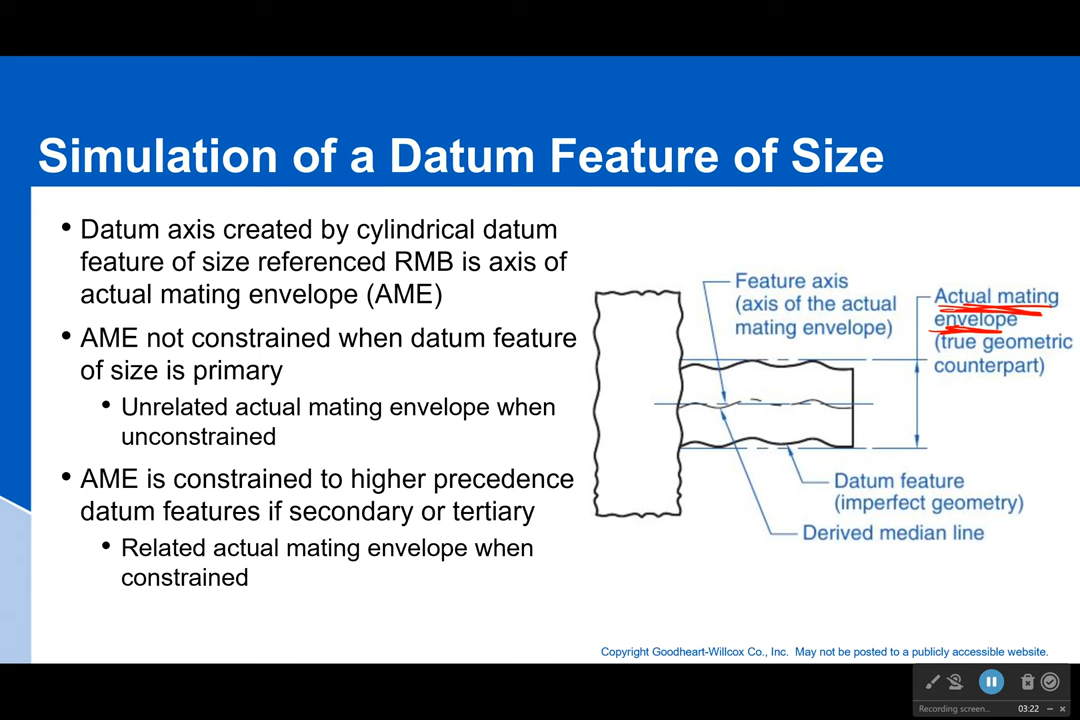 Simulation of a Datum Feature of Size
• Datum axis created by cylindrical datum
feature of size referenced RMB is axis of
actual mating envelope (AME)
• AME not constrained when datum feature
of size is primary
• Unrelated actual mating envelope when
unconstrained
• AME is constrained to higher precedence
datum features if secondary or tertiary
• Related actual mating envelope when
constrained
Feature axis
(axis of the actual
mating envelope)
Actual mating
envelope
(true geometric
counterpart)
Datum feature
(imperfect geometry)
Derived median line
Copyright Goodheart-Willcox Co., Inc. May not be posted to a publicly accessible website.
Recording screen... 03:22